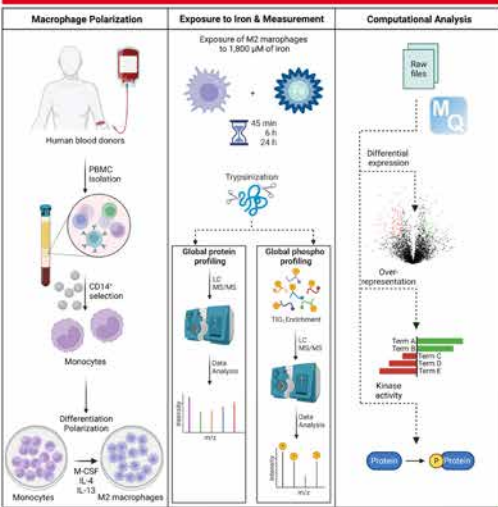 Macrophage Polarization
Human blood donors
PBMC
Isolation
CD14⁺
selection
Monocytes
Differentiation
Polarization
M-CSF
IL-4
IL-13
Monocytes
M2 macrophages
Exposure to Iron & Measurement
Exposure of M2 marophages
to 1,800 µM of iron
+
45 min
6 h
24 h
Trypsinization
Global protein
profiling
LC
MS/MS
Data
Analysis
Intensity
m/z
Global phospho
profiling
TiO₂ Enrichment
LC
MS/MS
Data
Analysis
Intensity
m/z
Computational Analysis
Raw
files
M
Q
Differential
expression
Over-
representation
Term A
Term B
Term C
Term D
Term E
Kinase
activity
Protein
P Protein